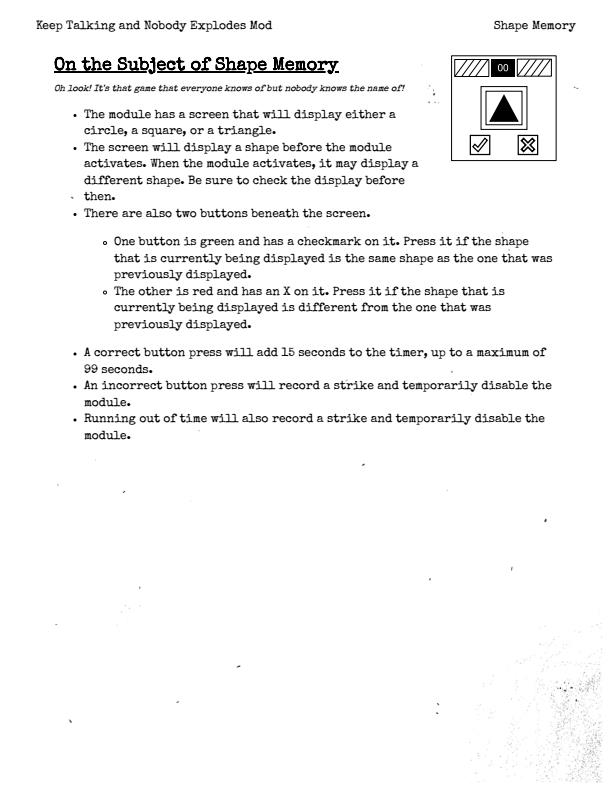 Keep Talking and Nobody Explodes Mod
Shape Memory
On the Subject of Shape Memory
Oh look! It's that game that everyone knows of but nobody knows the name of!
00
• The module has a screen that will display either a
circle, a square, or a triangle.
• The screen will display a shape before the module
activates. When the module activates, it may display a
different shape. Be sure to check the display before
then.
• There are also two buttons beneath the screen.
◦ One button is green and has a checkmark on it. Press it if the shape
that is currently being displayed is the same shape as the one that was
previously displayed.
◦ The other is red and has an X on it. Press it if the shape that is
currently being displayed is different from the one that was
previously displayed.
• A correct button press will add 15 seconds to the timer, up to a maximum of
99 seconds.
• An incorrect button press will record a strike and temporarily disable the
module.
• Running out of time will also record a strike and temporarily disable the
module.